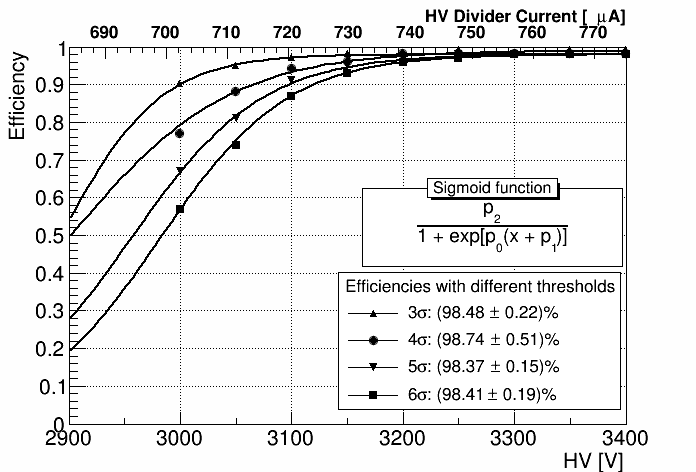 HV Divider Current [ μA]
690 700 710 720 730 740 750 760 770
Efficiency
1
0.9
0.8
0.7
0.6
0.5
0.4
0.3
0.2
0.1
0
Sigmoid function
p2
1 + exp[p0(x + p1)]
Efficiencies with different thresholds
3σ: (98.48 ± 0.22)%
4σ: (98.74 ± 0.51)%
5σ: (98.37 ± 0.15)%
6σ: (98.41 ± 0.19)%
2900 3000 3100 3200 3300 3400
HV [V]